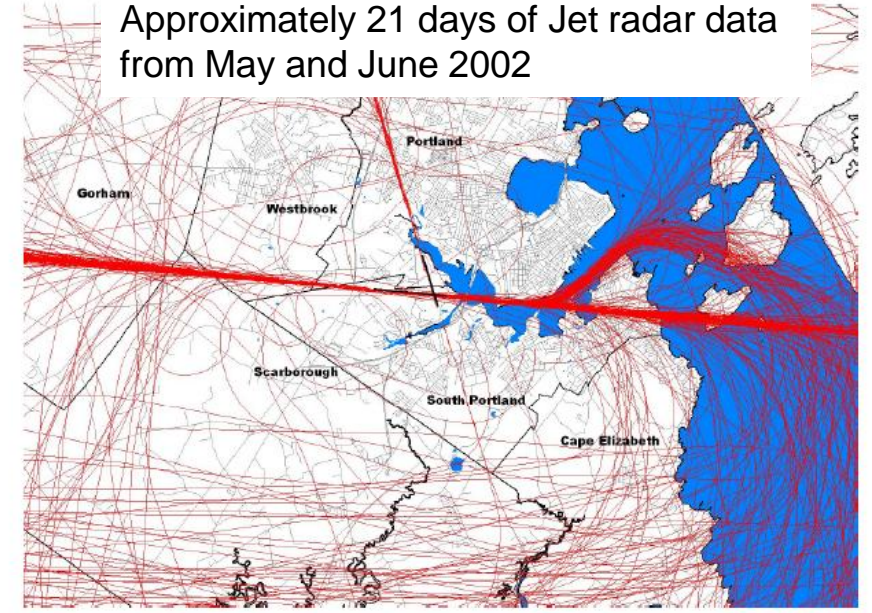 Approximately 21 days of Jet radar data
from May and June 2002
Portland
Gorham
Westbrook
Scarborough
South Portland
Cape Elizabeth